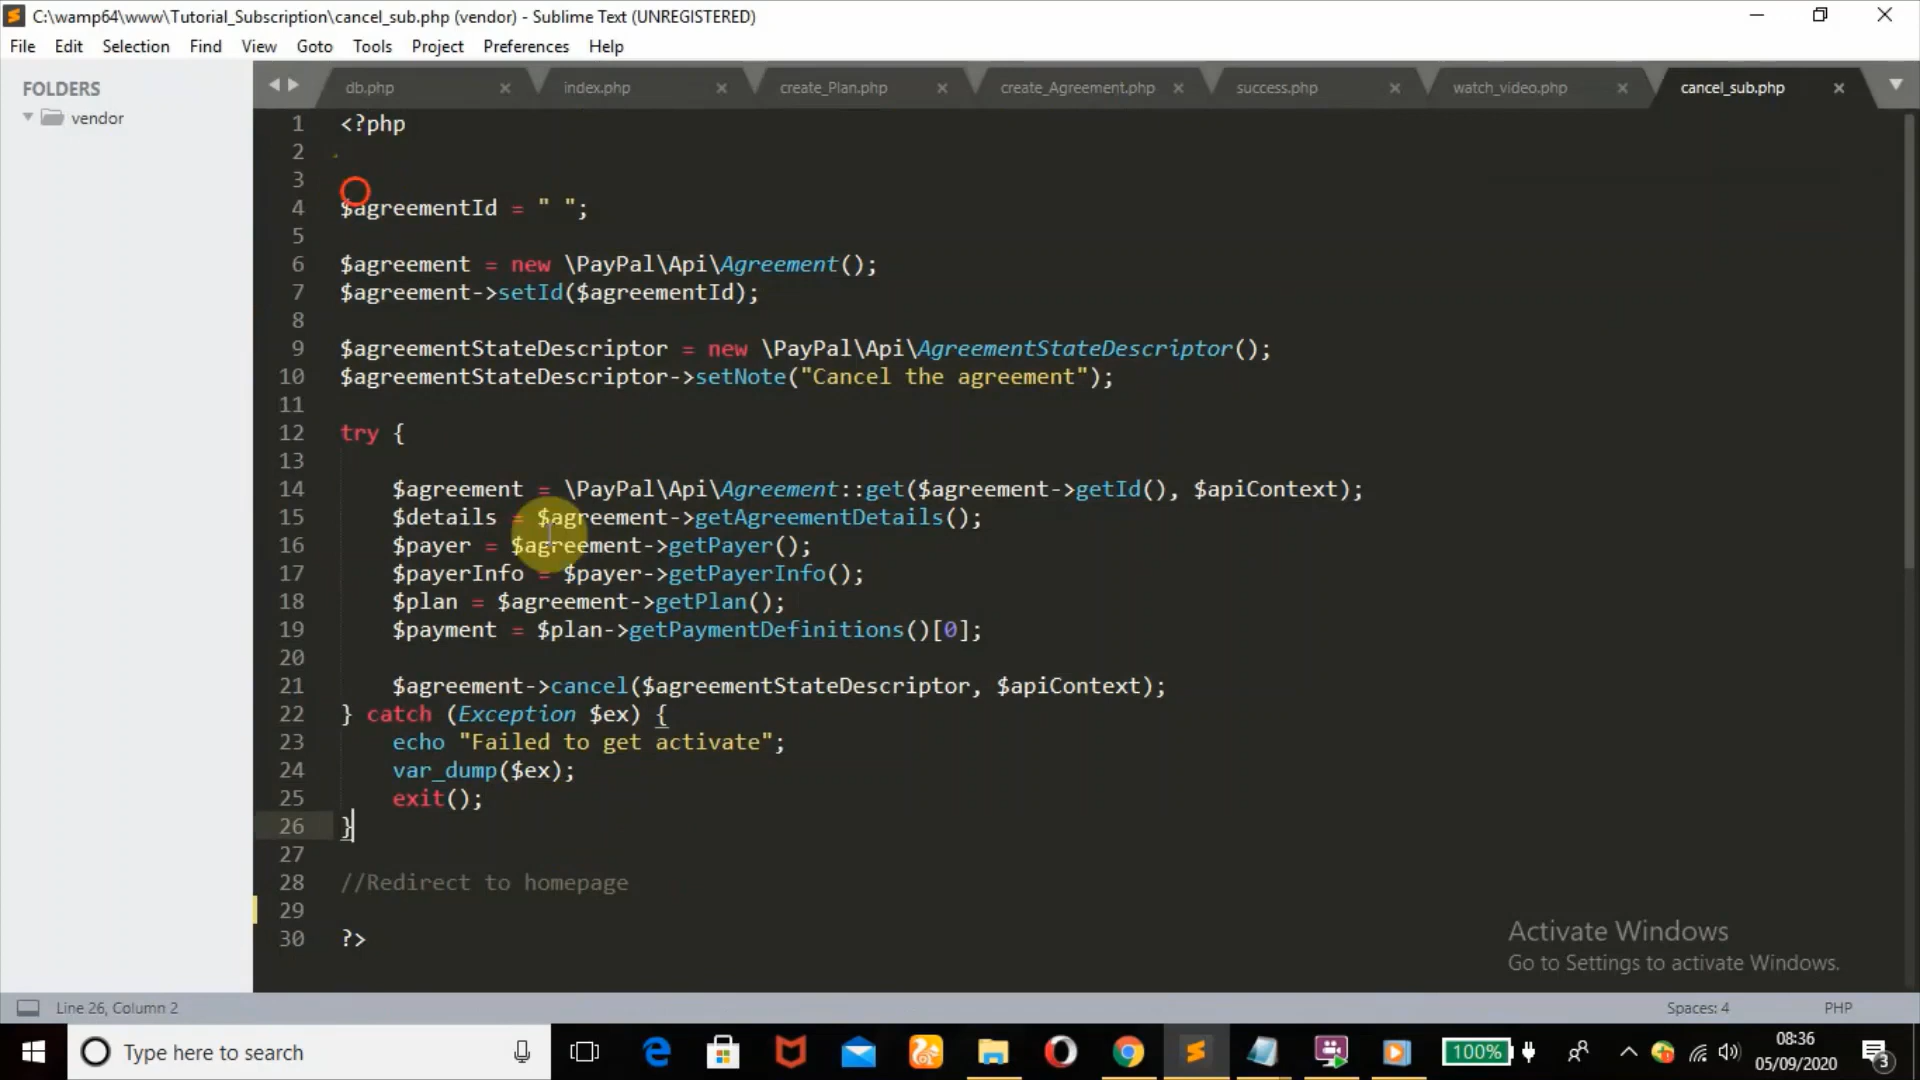 C:\wamp64\www\Tutorial_Subscription\cancel_sub.php (vendor) - Sublime Text (UNREGISTERED)
File Edit Selection Find View Goto Tools Project Preferences Help
FOLDERS
vendor
db.php index.php create_Plan.php create_Agreement.php success.php watch_video.php cancel_sub.php
1 <?php
2
3
4 $agreementId = " ";
5
6 $agreement = new \PayPal\Api\Agreement();
7 $agreement->setId($agreementId);
8
9 $agreementStateDescriptor = new \PayPal\Api\AgreementStateDescriptor();
10 $agreementStateDescriptor->setNote("Cancel the agreement");
11
12 try {
13
14 $agreement = \PayPal\Api\Agreement::get($agreement->getId(), $apiContext);
15 $details = $agreement->getAgreementDetails();
16 $payer = $agreement->getPayer();
17 $payerInfo = $payer->getPayerInfo();
18 $plan = $agreement->getPlan();
19 $payment = $plan->getPaymentDefinitions()[0];
20
21 $agreement->cancel($agreementStateDescriptor, $apiContext);
22 } catch (Exception $ex) {
23 echo "Failed to get activate";
24 var_dump($ex);
25 exit();
26 }
27
28 //Redirect to homepage
29
30 ?>
Activate Windows
Go to Settings to activate Windows.
Line 26, Column 2
Spaces: 4
PHP
Type here to search
100%
08:36
05/09/2020
3